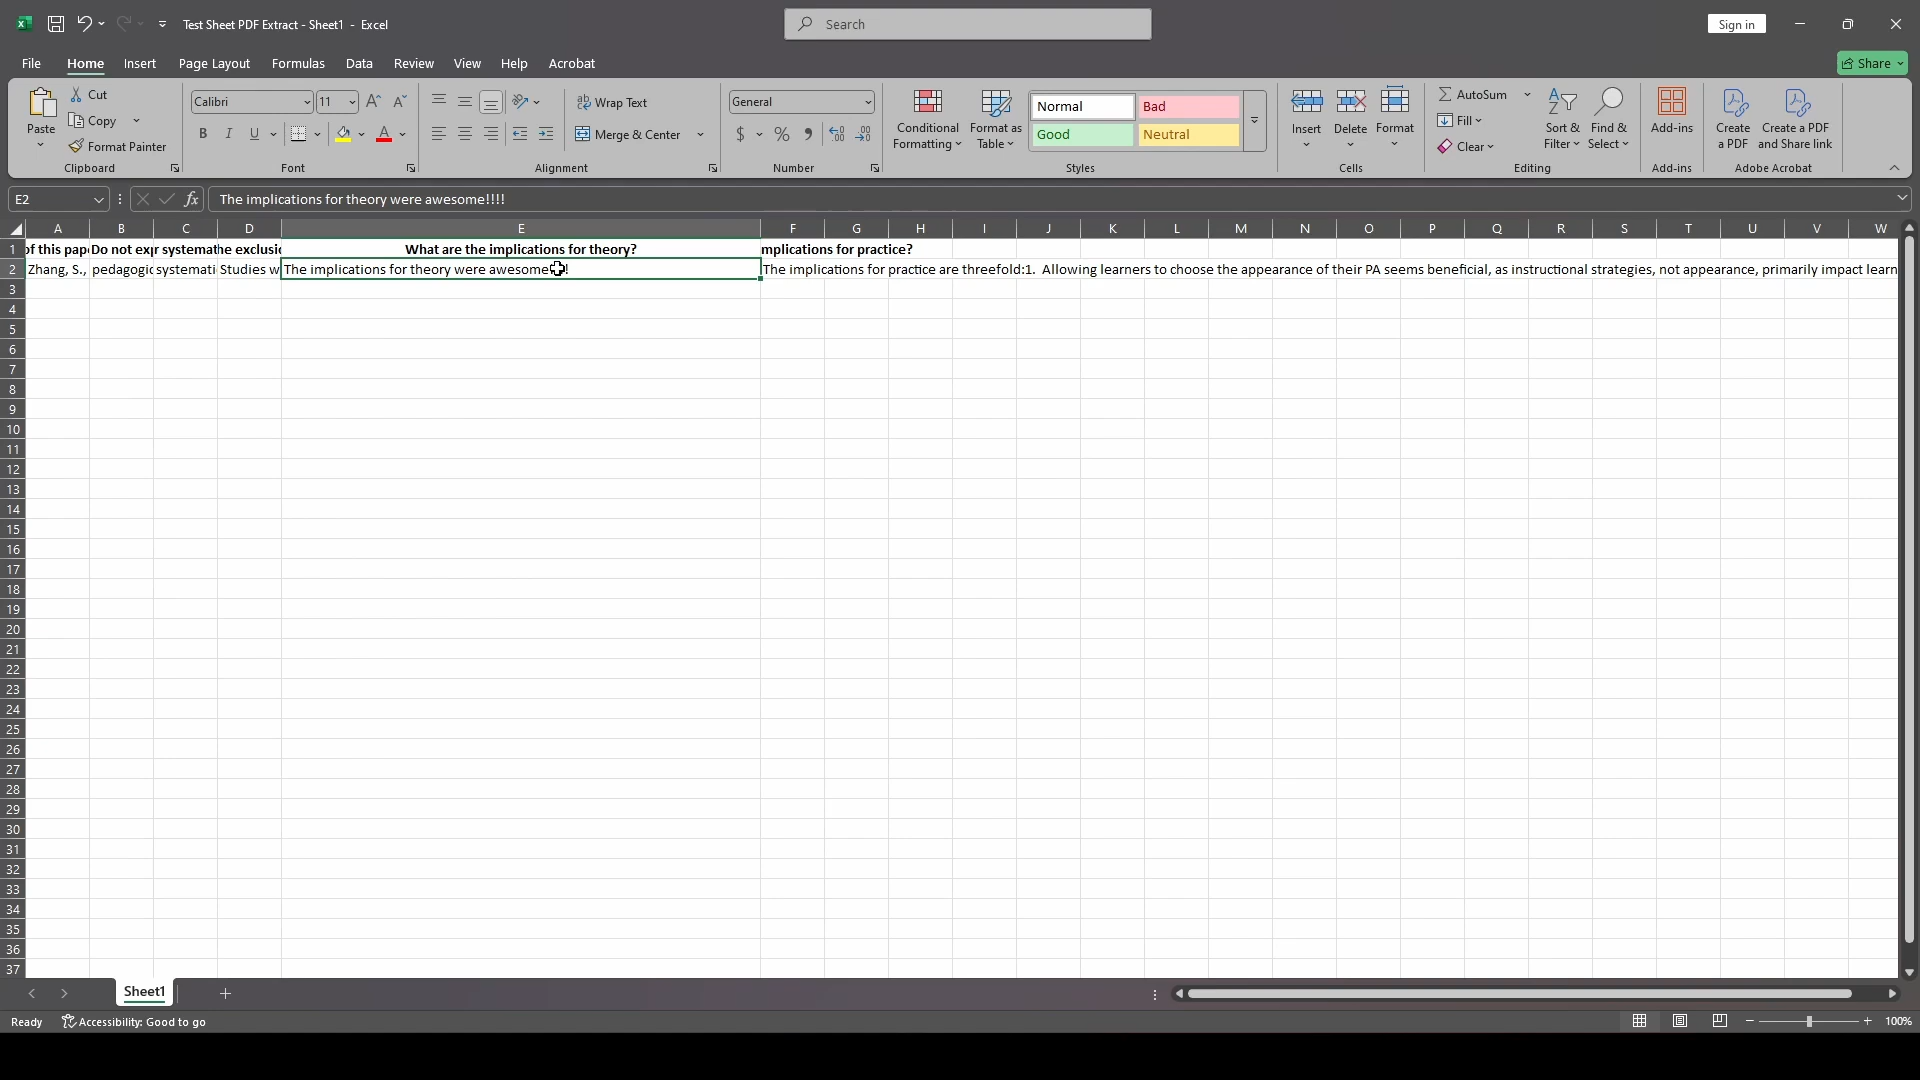 Test Sheet PDF Extract - Sheet1 - Excel
Search
Sign in
File Home Insert Page Layout Formulas Data Review View Help Acrobat
Share
Paste
Cut
Copy
Format Painter
Clipboard
Calibri 11
B I U
Font
Wrap Text
Merge & Center
Alignment
General
$ % ,
Number
Conditional Formatting
Format as Table
Normal Bad
Good Neutral
Styles
Insert Delete Format
Cells
AutoSum
Fill
Clear
Sort & Filter
Find & Select
Editing
Add-ins
Add-ins
Create a PDF
Create a PDF and Share link
Adobe Acrobat
E2 fx The implications for theory were awesome!!!!
A B C D E F G H I J K L M N O P Q R S T U V W
1 of this pap Do not exp r systemat he exclusi What are the implications for theory? mplications for practice?
2 Zhang, S., pedagogic systemati Studies w The implications for theory were awesome ! The implications for practice are threefold:1. Allowing learners to choose the appearance of their PA seems beneficial, as instructional strategies, not appearance, primarily impact learn
3
4
5
6
7
8
9
10
11
12
13
14
15
16
17
18
19
20
21
22
23
24
25
26
27
28
29
30
31
32
33
34
35
36
37
Sheet1
Ready Accessibility: Good to go
100%